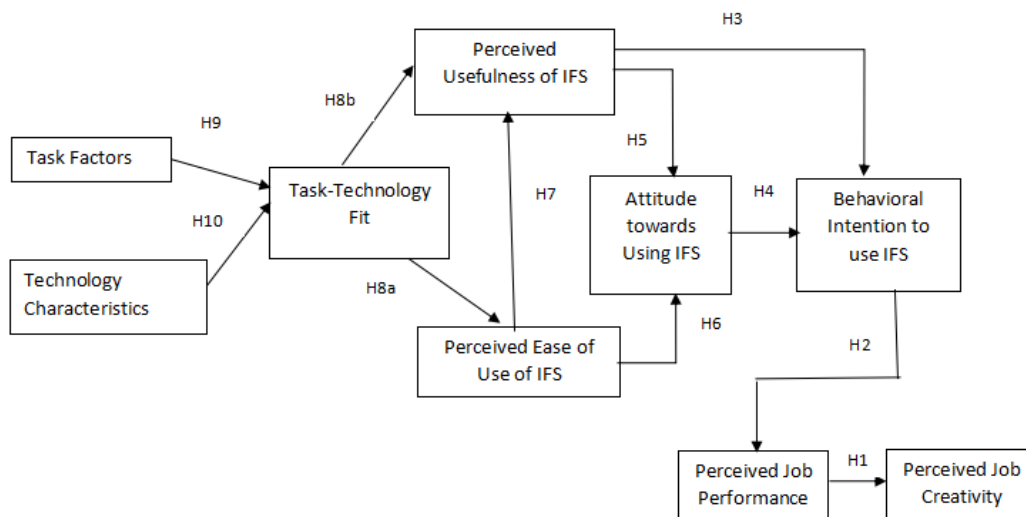 H3
Perceived
Usefulness of IFS
H8b
H9
Task Factors
H5
Task-Technology
Fit
H7
Attitude
towards
Using IFS
H4
Behavioral
Intention to
use IFS
H10
Technology
Characteristics
H8a
H6
Perceived Ease of
Use of IFS
H2
Perceived Job
Performance
H1
Perceived Job
Creativity